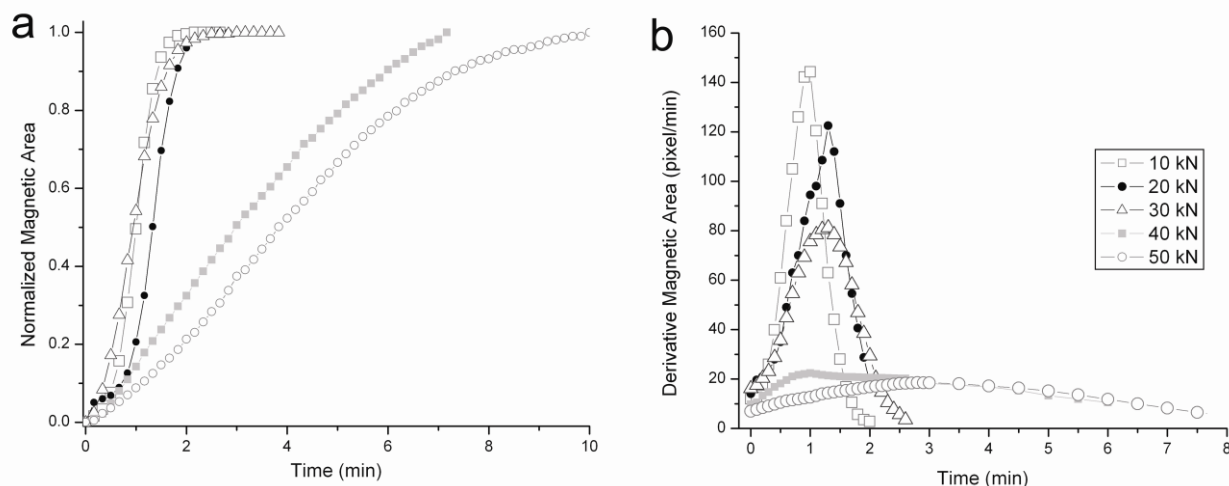 a
1.0
0.8
0.6
0.4
0.2
0.0
Normalized Magnetic Area
0
2
4
6
8
10
Time (min)
b
160
140
120
100
80
60
40
20
0
Derivative Magnetic Area (pixel/min)
0
1
2
3
4
5
6
7
8
Time (min)
10 kN
20 kN
30 kN
40 kN
50 kN